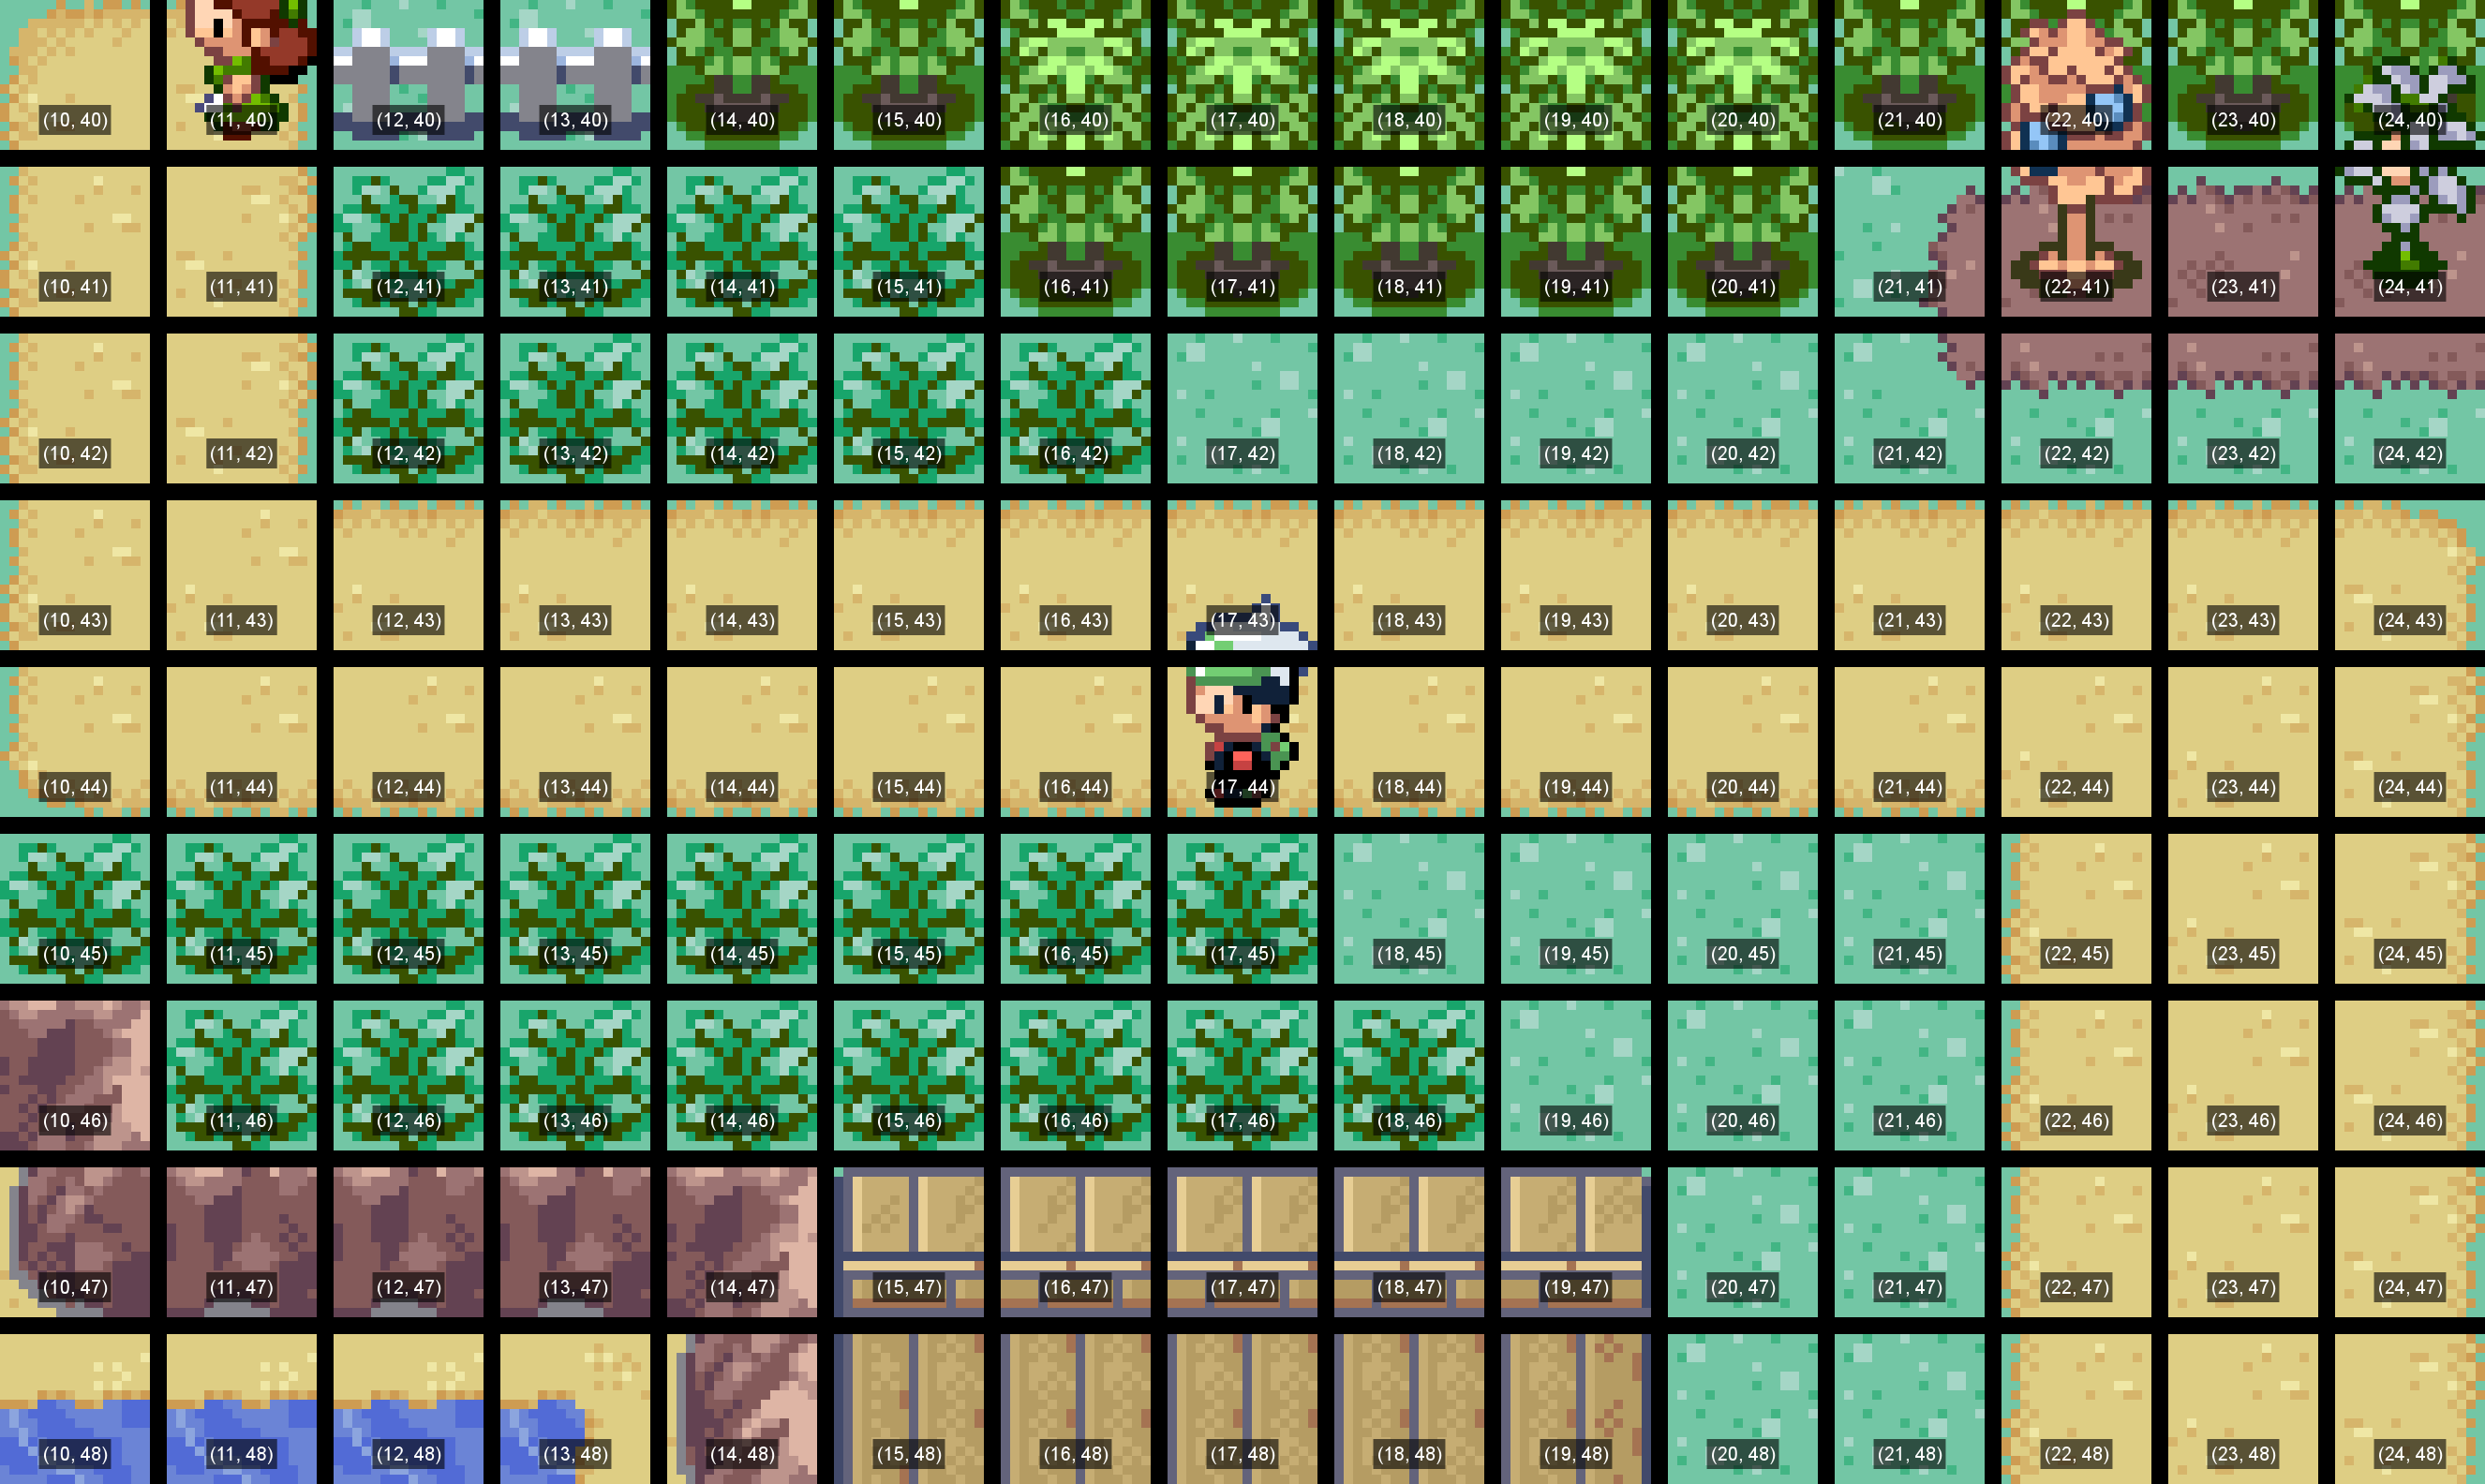 (10, 40) (11, 40) (12, 40) (13, 40) (14, 40) (15, 40) (16, 40) (17, 40) (18, 40) (19, 40) (20, 40) (21, 40) (22, 40) (23, 40) (24, 40)
(10, 41) (11, 41) (12, 41) (13, 41) (14, 41) (15, 41) (16, 41) (17, 41) (18, 41) (19, 41) (20, 41) (21, 41) (22, 41) (23, 41) (24, 41)
(10, 42) (11, 42) (12, 42) (13, 42) (14, 42) (15, 42) (16, 42) (17, 42) (18, 42) (19, 42) (20, 42) (21, 42) (22, 42) (23, 42) (24, 42)
(10, 43) (11, 43) (12, 43) (13, 43) (14, 43) (15, 43) (16, 43) (17, 43) (18, 43) (19, 43) (20, 43) (21, 43) (22, 43) (23, 43) (24, 43)
(10, 44) (11, 44) (12, 44) (13, 44) (14, 44) (15, 44) (16, 44) (17, 44) (18, 44) (19, 44) (20, 44) (21, 44) (22, 44) (23, 44) (24, 44)
(10, 45) (11, 45) (12, 45) (13, 45) (14, 45) (15, 45) (16, 45) (17, 45) (18, 45) (19, 45) (20, 45) (21, 45) (22, 45) (23, 45) (24, 45)
(10, 46) (11, 46) (12, 46) (13, 46) (14, 46) (15, 46) (16, 46) (17, 46) (18, 46) (19, 46) (20, 46) (21, 46) (22, 46) (23, 46) (24, 46)
(10, 47) (11, 47) (12, 47) (13, 47) (14, 47) (15, 47) (16, 47) (17, 47) (18, 47) (19, 47) (20, 47) (21, 47) (22, 47) (23, 47) (24, 47)
(10, 48) (11, 48) (12, 48) (13, 48) (14, 48) (15, 48) (16, 48) (17, 48) (18, 48) (19, 48) (20, 48) (21, 48) (22, 48) (23, 48) (24, 48)